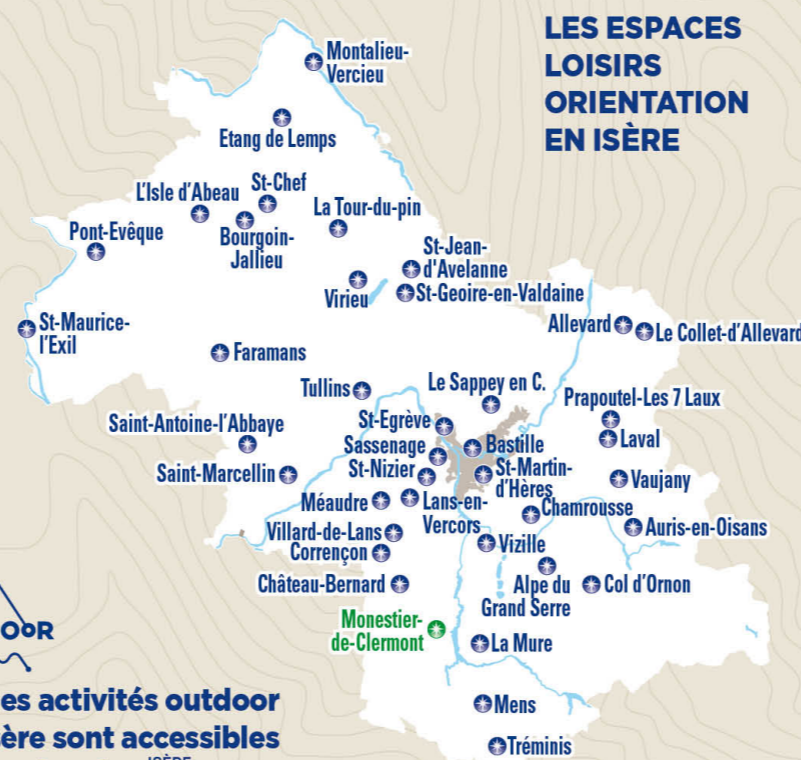 LES ESPACES
LOISIRS
ORIENTATION
EN ISÈRE
Montalieu-
Vercieu
Etang de Lemps
L'Isle d'Abeau
St-Chef
Bourgoin-
Jallieu
La Tour-du-pin
Pont-Evêque
St-Jean-
d'Avelanne
Virieu
St-Geoire-en-Valdaine
St-Maurice-
l'Exil
Allevard
Le Collet-d'Allevard
Faramans
Tullins
Le Sappey en C.
Prapoutel-Les 7 Laux
Saint-Antoine-l'Abbaye
St-Egrève
Laval
Sassenage
Bastille
Saint-Marcellin
St-Nizier
St-Martin-
d'Hères
Vaujany
Méaudre
Lans-en-
Vercors
Chamrousse
Auris-en-Oisans
Villard-de-Lans
Corrençon
Vizille
Château-Bernard
Alpe du
Grand Serre
Col d'Ornon
Monestier-
de-Clermont
La Mure
OOR
es activités outdoor
Mens
ère sont accessibles
Tréminis
ISÈRE